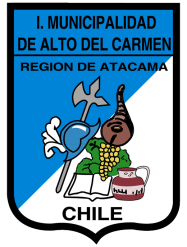 I. MUNICIPALIDAD
DE ALTO DEL CARMEN
REGION DE ATACAMA
CHILE